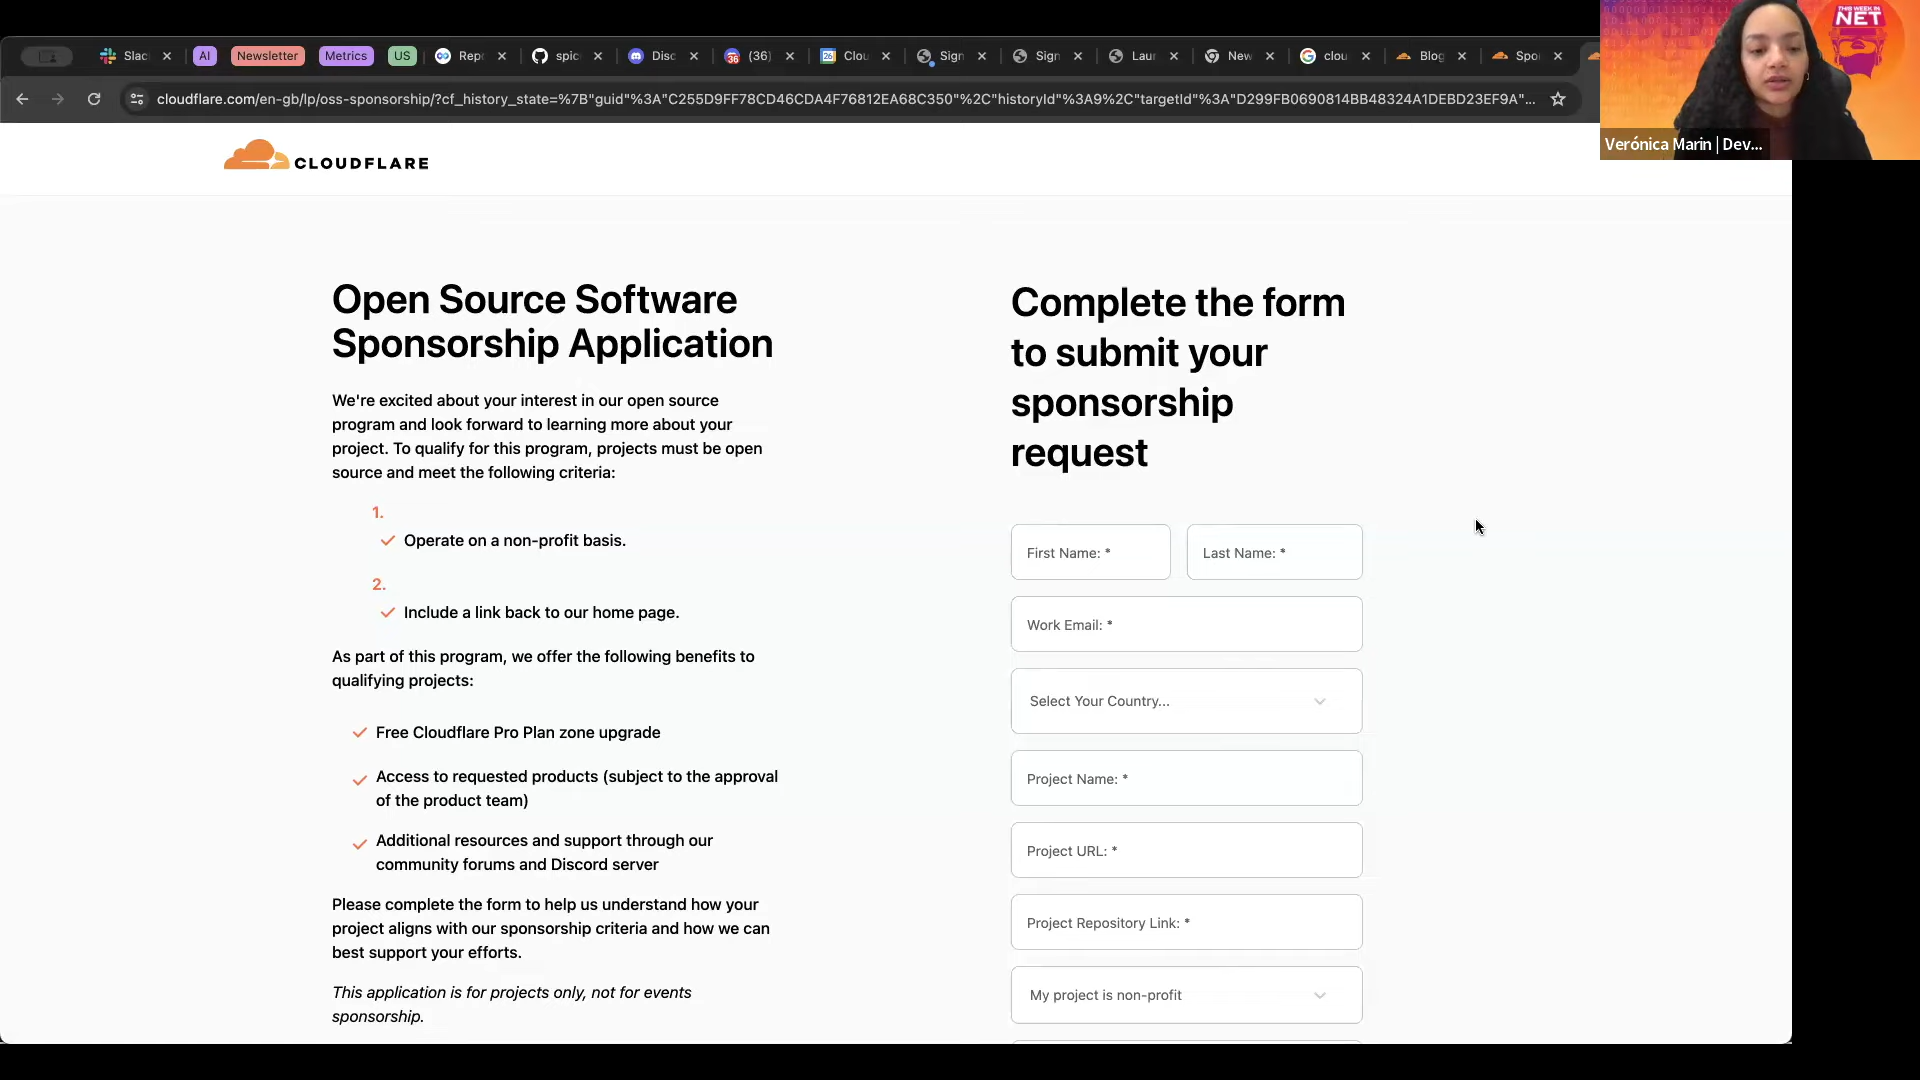 Slac
AI
Newsletter
Metrics
US
Repo
spic
Disc
36
(36)
26
Clou
Sign
Sign
Laur
New
clou
Blog
Spo
cloudflare.com/en-gb/lp/oss-sponsorship/?cf_history_state=%7B"guid"%3A"C255D9FF78CD46CDA4F76812EA68C350"%2C"historyId"%3A9%2C"targetId"%3A"D299FB0690814BB48324A1DEBD23EF9A"...
THIS WEEK IN
NET
Verónica Marin | Dev...
CLOUDFLARE
Open Source Software
Sponsorship Application
We're excited about your interest in our open source
program and look forward to learning more about your
project. To qualify for this program, projects must be open
source and meet the following criteria:
1.
Operate on a non-profit basis.
2.
Include a link back to our home page.
As part of this program, we offer the following benefits to
qualifying projects:
Free Cloudflare Pro Plan zone upgrade
Access to requested products (subject to the approval
of the product team)
Additional resources and support through our
community forums and Discord server
Please complete the form to help us understand how your
project aligns with our sponsorship criteria and how we can
best support your efforts.
This application is for projects only, not for events
sponsorship.
Complete the form
to submit your
sponsorship
request
First Name: *
Last Name: *
Work Email: *
Select Your Country...
Project Name: *
Project URL: *
Project Repository Link: *
My project is non-profit